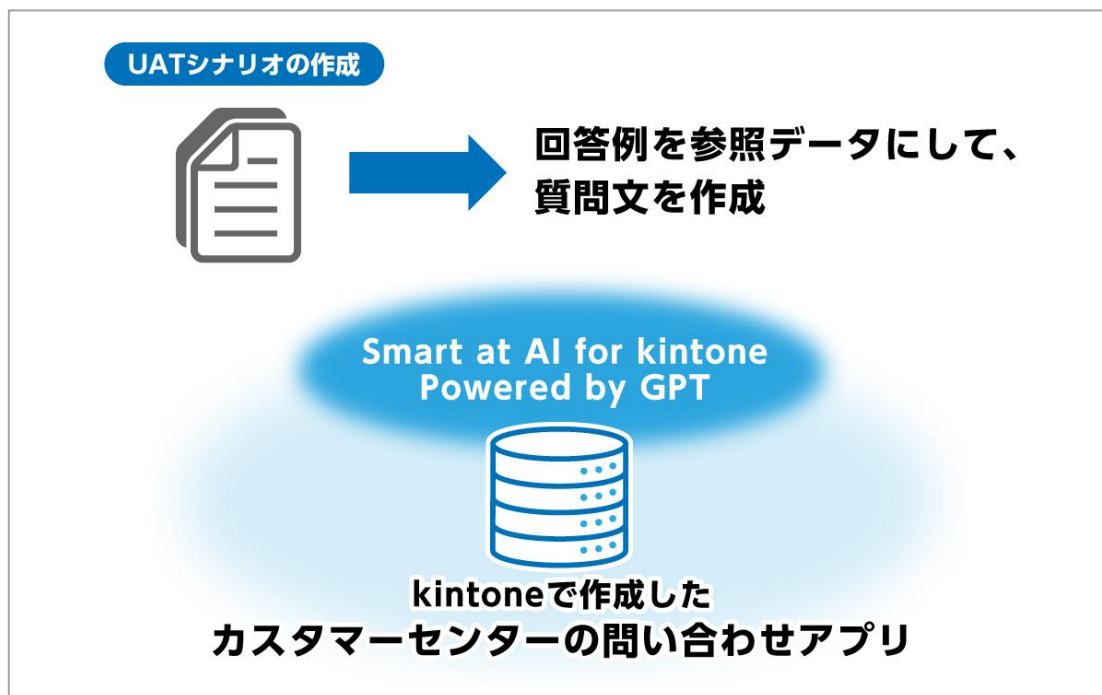 UATシナリオの作成
回答例を参照データにして、
質問文を作成
Smart at AI for kintone
Powered by GPT
kintoneで作成した
カスタマーセンターの問い合わせアプリ